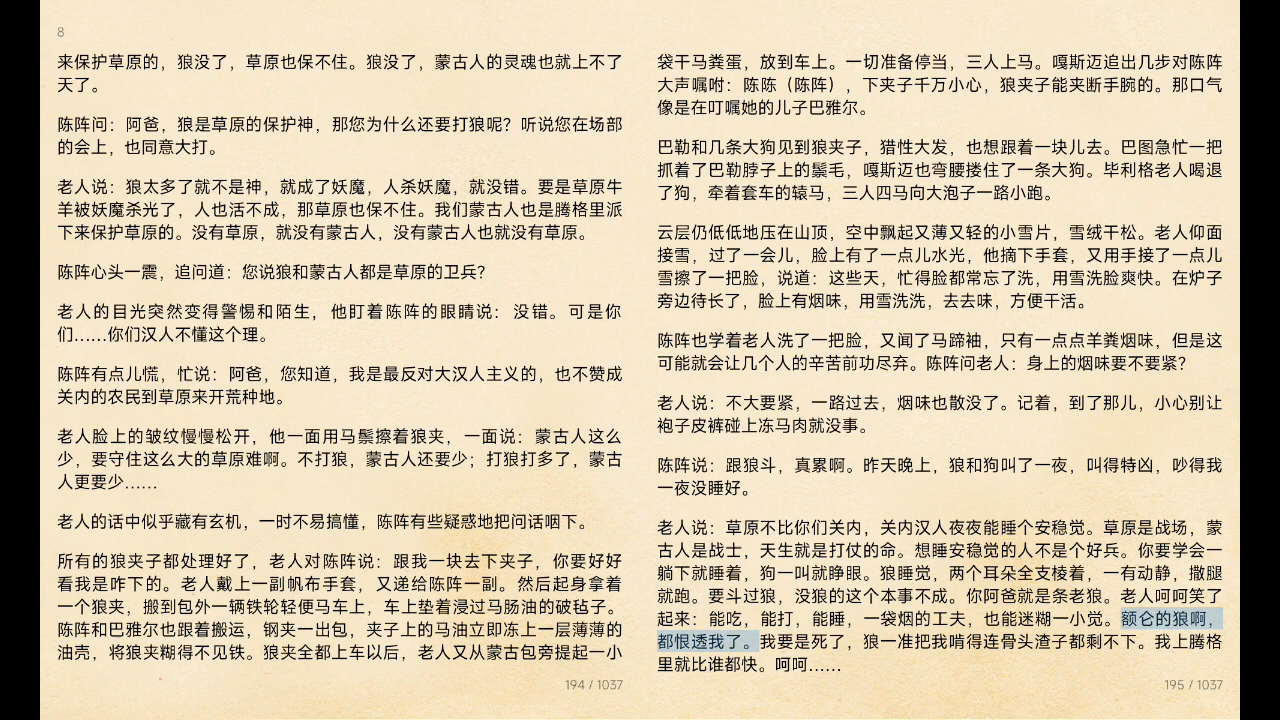 8
来保护草原的，狼没了，草原也保不住。狼没了，蒙古人的灵魂也就上不了
天了。
陈阵问：阿爸，狼是草原的保护神，那您为什么还要打狼呢？听说您在场部
的会上，也同意大打。
老人说：狼太多了就不是神，就成了妖魔，人杀妖魔，就没错。要是草原牛
羊被妖魔杀光了，人也活不成，那草原也保不住。我们蒙古人也是腾格里派
下来保护草原的。没有草原，就没有蒙古人，没有蒙古人也就没有草原。
陈阵心头一震，追问道：您说狼和蒙古人都是草原的卫兵？
老人的目光突然变得警惕和陌生，他盯着陈阵的眼睛说：没错。可是你
们……你们汉人不懂这个理。
陈阵有点儿慌，忙说：阿爸，您知道，我是最反对大汉人主义的，也不赞成
关内的农民到草原来开荒种地。
老人脸上的皱纹慢慢松开，他一面用马鬃擦着狼夹，一面说：蒙古人这么
少，要守住这么大的草原难啊。不打狼，蒙古人还要少；打狼打多了，蒙古
人更要少……
老人的话中似乎藏有玄机，一时不易搞懂，陈阵有些疑惑地把问话咽下。
所有的狼夹子都处理好了，老人对陈阵说：跟我一块去下夹子，你要好好
看我是咋下的。老人戴上一副帆布手套，又递给陈阵一副。然后起身拿着
一个狼夹，搬到包外一辆铁轮轻便马车上，车上垫着浸过马肠油的破毡子。
陈阵和巴雅尔也跟着搬运，钢夹一出包，夹子上的马油立即冻上一层薄薄的
油壳，将狼夹糊得不见铁。狼夹全都上车以后，老人又从蒙古包旁提起一小
194 / 1037
袋干马粪蛋，放到车上。一切准备停当，三人上马。嘎斯迈追出几步对陈阵
大声嘱咐：陈陈（陈阵），下夹子千万小心，狼夹子能夹断手腕的。那口气
像是在叮嘱她的儿子巴雅尔。
巴勒和几条大狗见到狼夹子，猎性大发，也想跟着一块儿去。巴图急忙一把
抓着了巴勒脖子上的鬃毛，嘎斯迈也弯腰搂住了一条大狗。毕利格老人喝退
了狗，牵着套车的辕马，三人四马向大泡子一路小跑。
云层仍低低地压在山顶，空中飘起又薄又轻的小雪片，雪绒干松。老人仰面
接雪，过了一会儿，脸上有了一点儿水光，他摘下手套，又用手接了一点儿
雪擦了一把脸，说道：这些天，忙得脸都常忘了洗，用雪洗脸爽快。在炉子
旁边待长了，脸上有烟味，用雪洗洗，去去味，方便干活。
陈阵也学着老人洗了一把脸，又闻了马蹄袖，只有一点点羊粪烟味，但是这
可能就会让几个人的辛苦前功尽弃。陈阵问老人：身上的烟味要不要紧？
老人说：不大要紧，一路过去，烟味也散没了。记着，到了那儿，小心别让
袍子皮裤碰上冻马肉就没事。
陈阵说：跟狼斗，真累啊。昨天晚上，狼和狗叫了一夜，叫得特凶，吵得我
一夜没睡好。
老人说：草原不比你们关内，关内汉人夜夜能睡个安稳觉。草原是战场，蒙
古人是战士，天生就是打仗的命。想睡安稳觉的人不是个好兵。你要学会一
躺下就睡着，狗一叫就睁眼。狼睡觉，两个耳朵全支棱着，一有动静，撒腿
就跑。要斗过狼，没狼的这个本事不成。你阿爸就是条老狼。老人呵呵笑了
起来：能吃，能打，能睡，一袋烟的工夫，也能迷糊一小觉。额仑的狼啊，
都恨透我了。我要是死了，狼一准把我啃得连骨头渣子都剩不下。我上腾格
里就比谁都快。呵呵……
195 / 1037